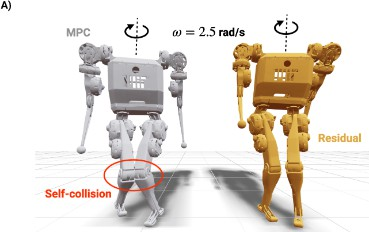 A)
MPC
ω = 2.5 rad/s
Residual
Self-collision